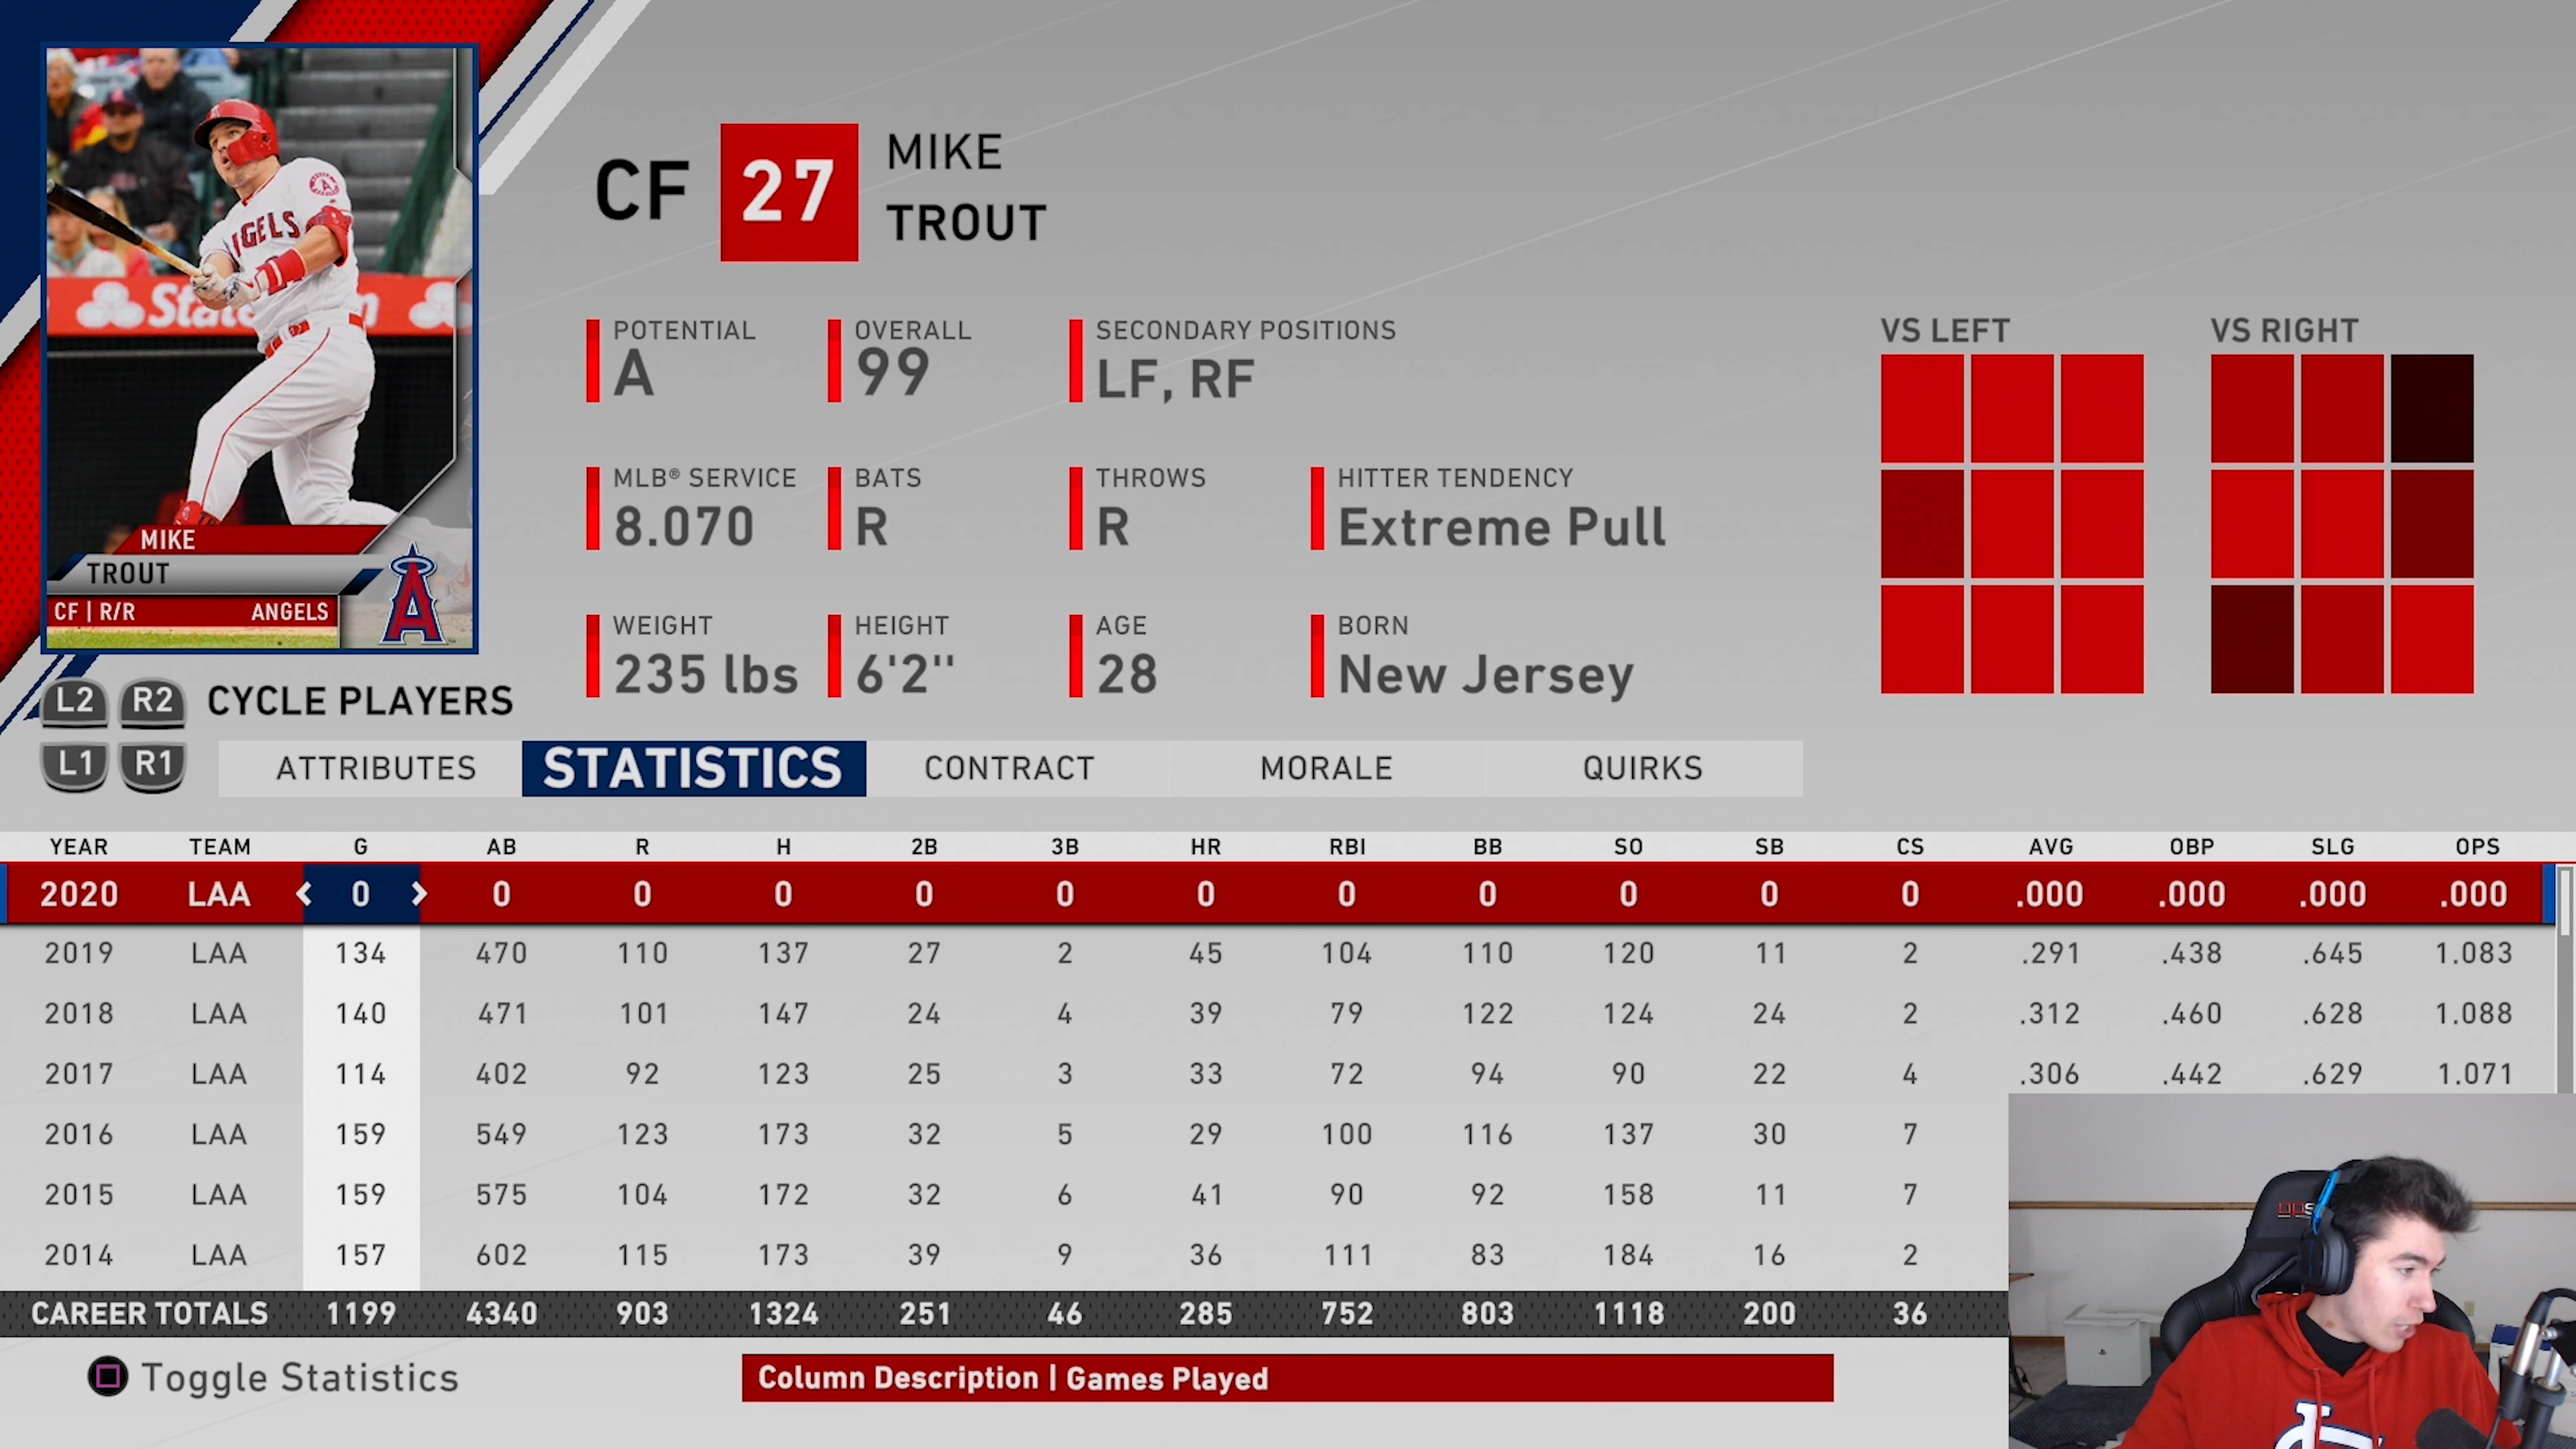 CF 27 MIKE
TROUT
POTENTIAL OVERALL SECONDARY POSITIONS VS LEFT VS RIGHT
A 99 LF, RF
MLB® SERVICE BATS THROWS HITTER TENDENCY
8.070 R R Extreme Pull
WEIGHT HEIGHT AGE BORN
235 lbs 6'2" 28 New Jersey
ANGELS
State
MIKE
TROUT
CF | R/R ANGELS
A
L2 R2 CYCLE PLAYERS
L1 R1 ATTRIBUTES STATISTICS CONTRACT MORALE QUIRKS
YEAR TEAM G AB R H 2B 3B HR RBI BB SO SB CS AVG OBP SLG OPS
2020 LAA < 0 > 0 0 0 0 0 0 0 0 0 0 0 .000 .000 .000 .000
2019 LAA 134 470 110 137 27 2 45 104 110 120 11 2 .291 .438 .645 1.083
2018 LAA 140 471 101 147 24 4 39 79 122 124 24 2 .312 .460 .628 1.088
2017 LAA 114 402 92 123 25 3 33 72 94 90 22 4 .306 .442 .629 1.071
2016 LAA 159 549 123 173 32 5 29 100 116 137 30 7
2015 LAA 159 575 104 172 32 6 41 90 92 158 11 7
2014 LAA 157 602 115 173 39 9 36 111 83 184 16 2
CAREER TOTALS 1199 4340 903 1324 251 46 285 752 803 1118 200 36
Toggle Statistics
Column Description | Games Played